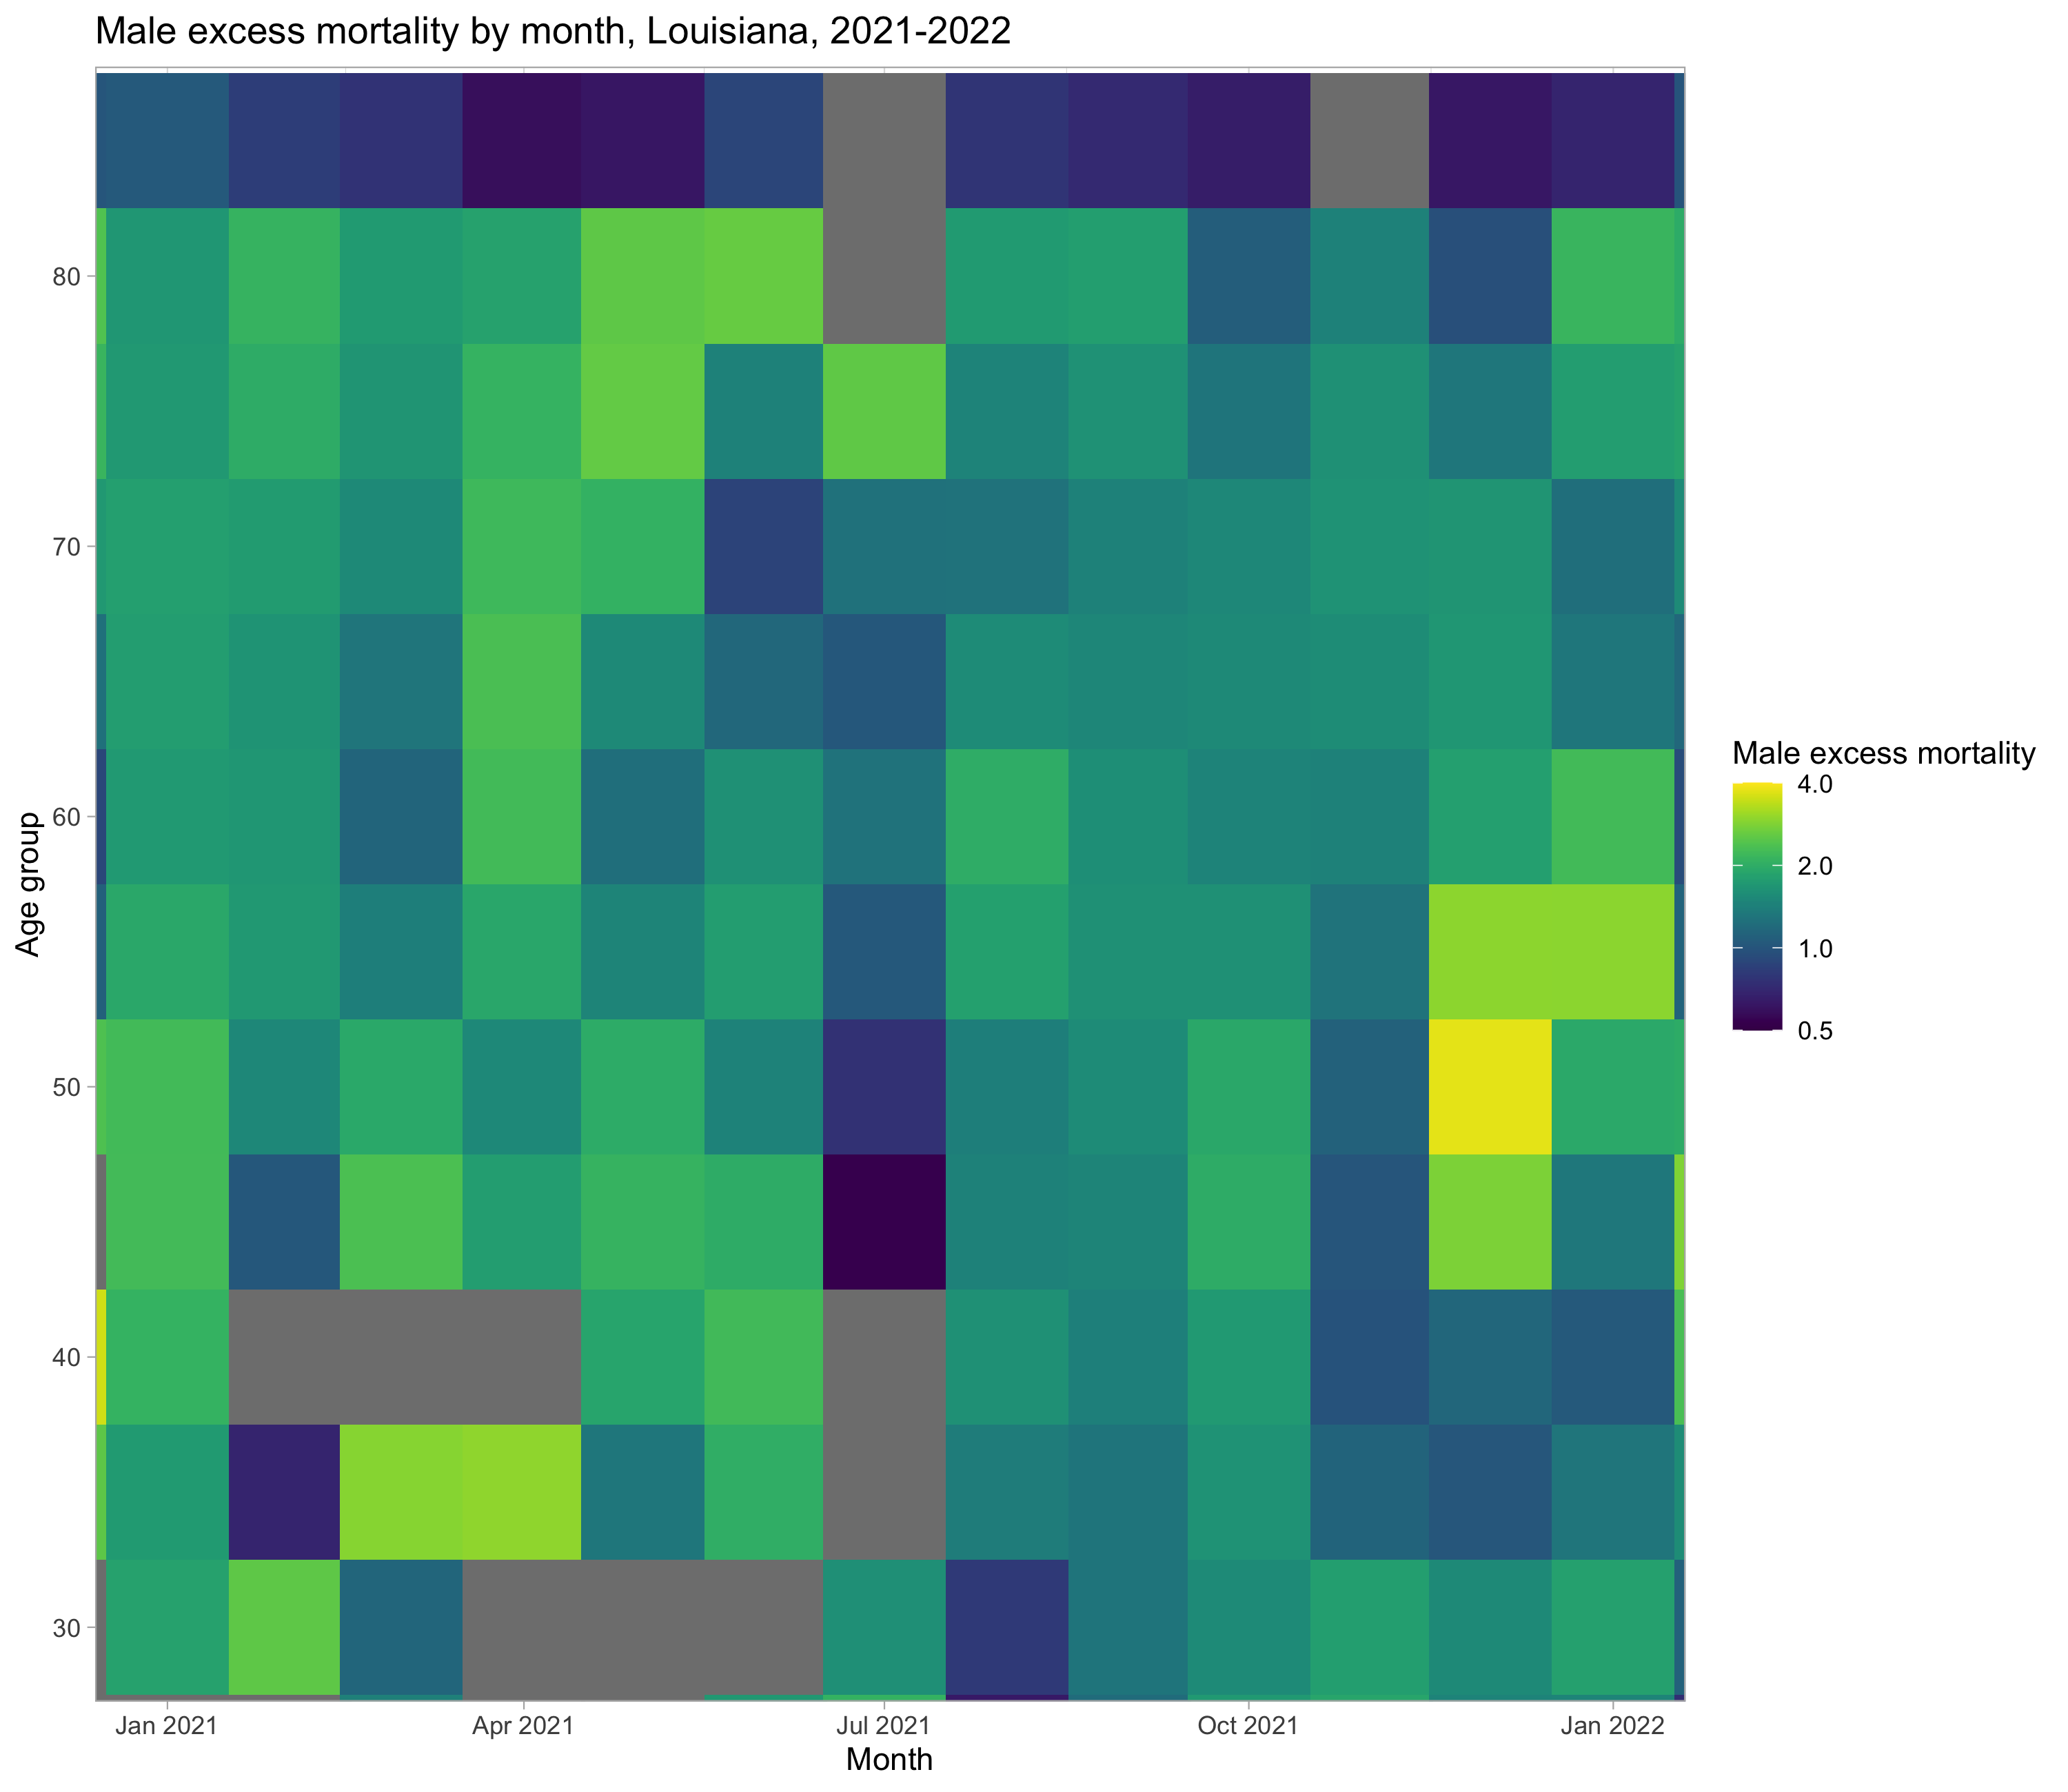 Male excess mortality by month, Louisiana, 2021-2022
80
70
60
50
40
30
Age group
Jan 2021
Apr 2021
Jul 2021
Oct 2021
Jan 2022
Month
Male excess mortality
4.0
2.0
1.0
0.5